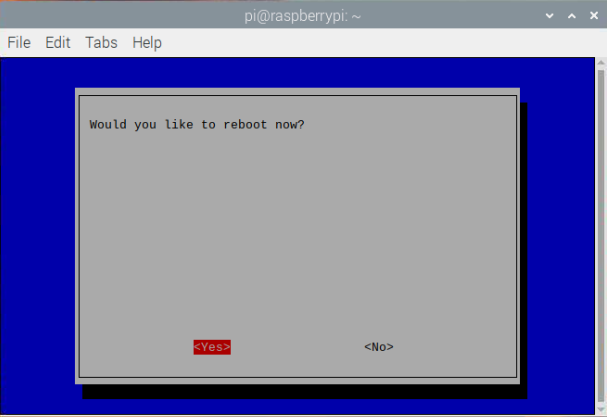 pi@raspberrypi: ~
File Edit Tabs Help
Would you like to reboot now?
<Yes> <No>